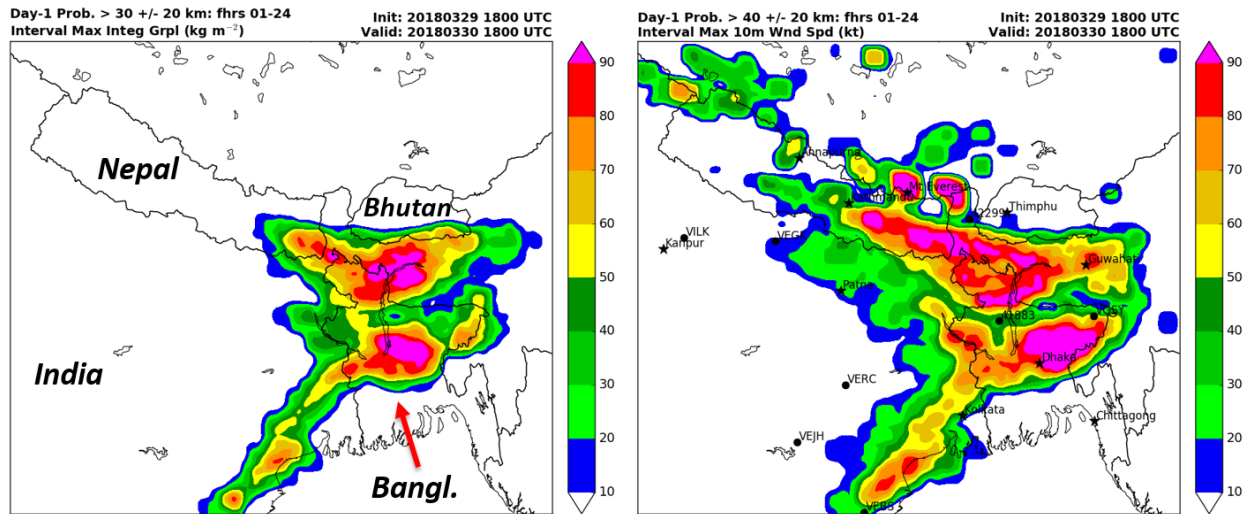 Day-1 Prob. > 30 +/- 20 km: fhrs 01-24 Init: 20180329 1800 UTC
Interval Max Integ Grpl (kg m⁻²) Valid: 20180330 1800 UTC
90
80
70
60
50
40
30
20
10
Nepal
Bhutan
India
Bangl.
Day-1 Prob. > 40 +/- 20 km: fhrs 01-24 Init: 20180329 1800 UTC
Interval Max 10m Wnd Spd (kt) Valid: 20180330 1800 UTC
90
80
70
60
50
40
30
20
10
Annapurna
Mt Everest
Kathmandu
Thimphu
VILK
Kanpur
Guwahati
Patna
41883
Dhaka
VERC
Kolkata
Chittagong
VEJH